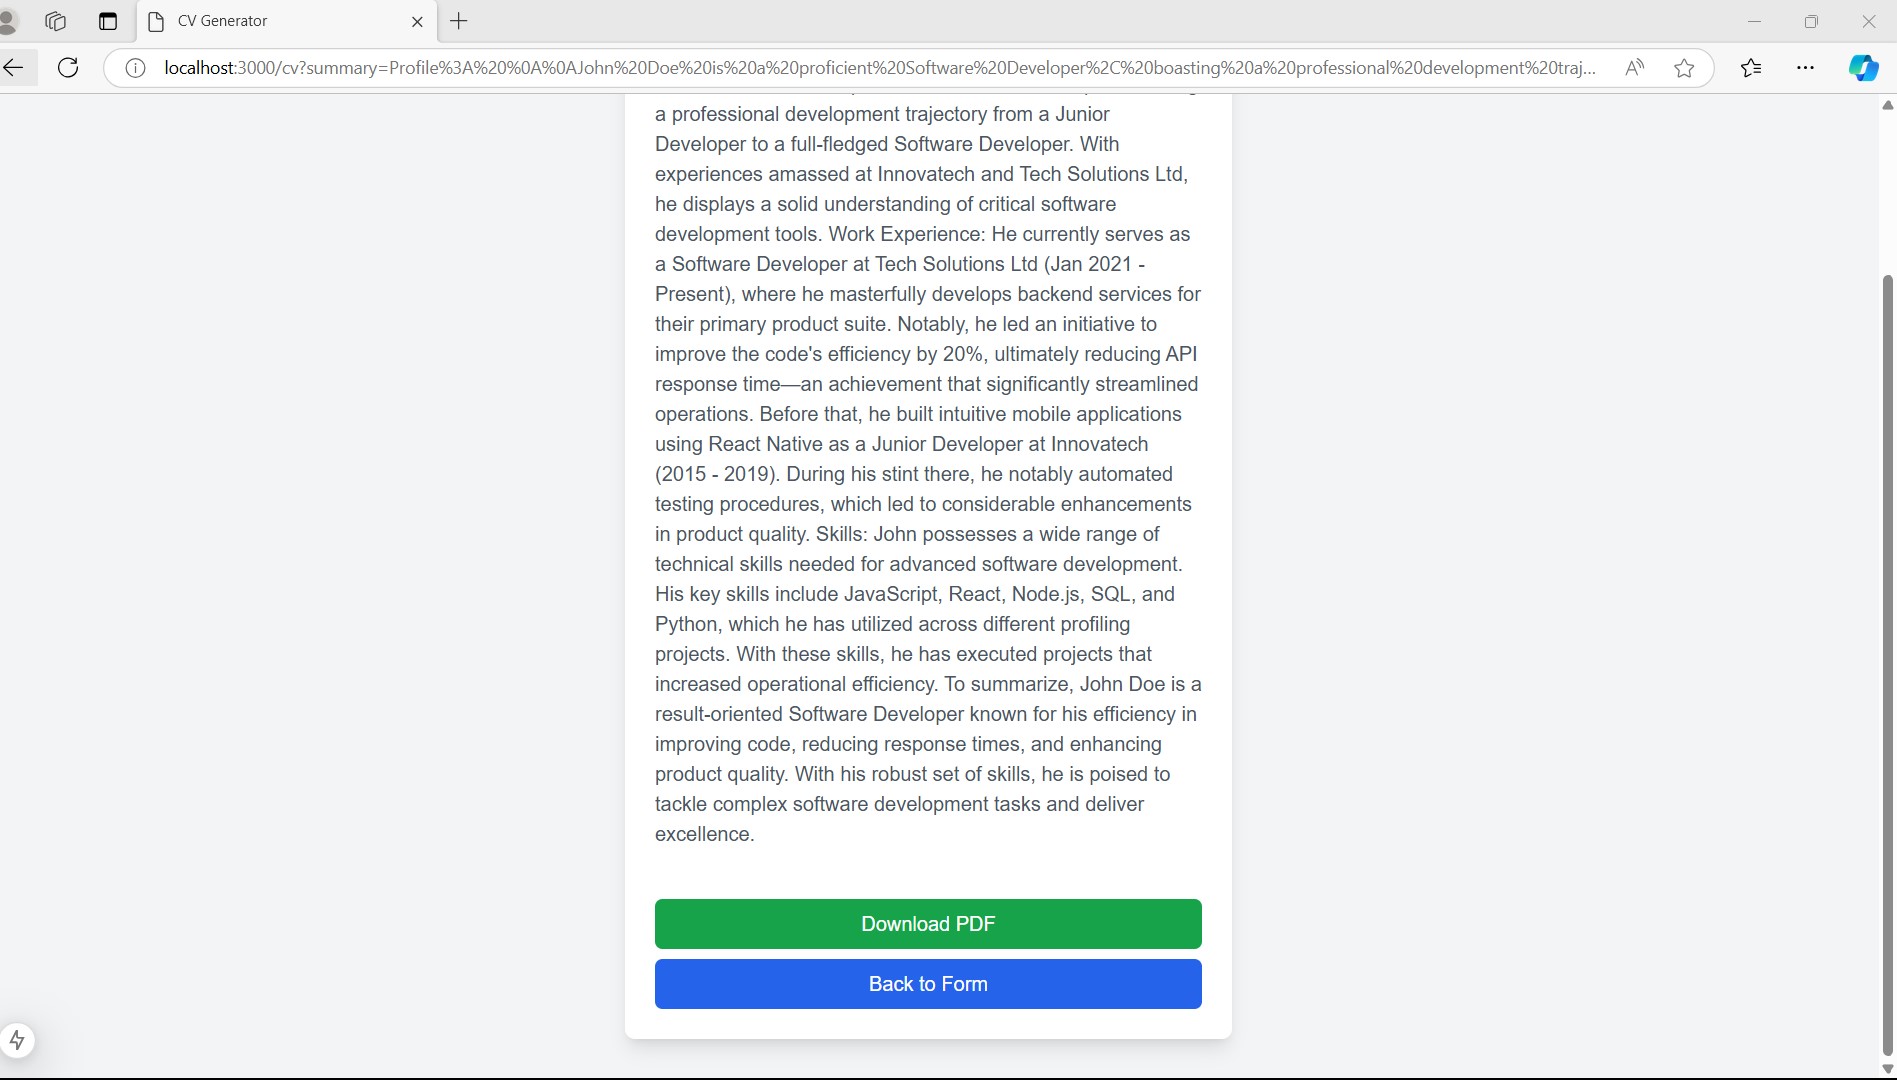 CV Generator
localhost:3000/cv?summary=Profile%3A%20%0A%0AJohn%20Doe%20is%20a%20proficient%20Software%20Developer%2C%20boasting%20a%20professional%20development%20traj...
a professional development trajectory from a Junior
Developer to a full-fledged Software Developer. With
experiences amassed at Innovatech and Tech Solutions Ltd,
he displays a solid understanding of critical software
development tools. Work Experience: He currently serves as
a Software Developer at Tech Solutions Ltd (Jan 2021 -
Present), where he masterfully develops backend services for
their primary product suite. Notably, he led an initiative to
improve the code's efficiency by 20%, ultimately reducing API
response time—an achievement that significantly streamlined
operations. Before that, he built intuitive mobile applications
using React Native as a Junior Developer at Innovatech
(2015 - 2019). During his stint there, he notably automated
testing procedures, which led to considerable enhancements
in product quality. Skills: John possesses a wide range of
technical skills needed for advanced software development.
His key skills include JavaScript, React, Node.js, SQL, and
Python, which he has utilized across different profiling
projects. With these skills, he has executed projects that
increased operational efficiency. To summarize, John Doe is a
result-oriented Software Developer known for his efficiency in
improving code, reducing response times, and enhancing
product quality. With his robust set of skills, he is poised to
tackle complex software development tasks and deliver
excellence.
Download PDF
Back to Form